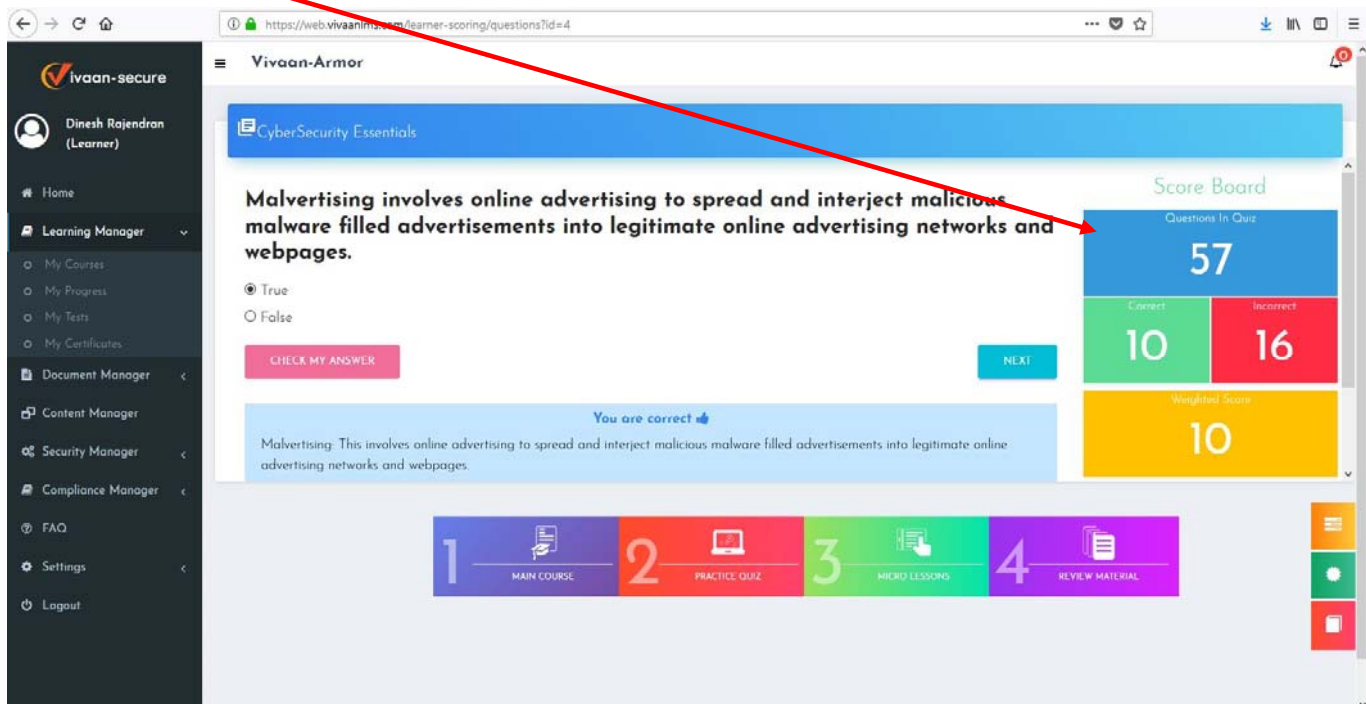 https://web.vivaanlms.com/learner-scoring/questions?id=4
Vivaan-secure
Vivaan-Armor
0
Dinesh Rajendran
(Learner)
Home
Learning Manager
My Courses
My Progress
My Tests
My Certificates
Document Manager
Content Manager
Security Manager
Compliance Manager
FAQ
Settings
Logout
CyberSecurity Essentials
Malvertising involves online advertising to spread and interject malicious
malware filled advertisements into legitimate online advertising networks and
webpages.
True
False
CHECK MY ANSWER
NEXT
You are correct
Malvertising: This involves online advertising to spread and interject malicious malware filled advertisements into legitimate online
advertising networks and webpages.
Score Board
Questions In Quiz
57
Correct
10
Incorrect
16
Weighted Score
10
1 MAIN COURSE
2 PRACTICE QUIZ
3 MICRO LESSONS
4 REVIEW MATERIAL